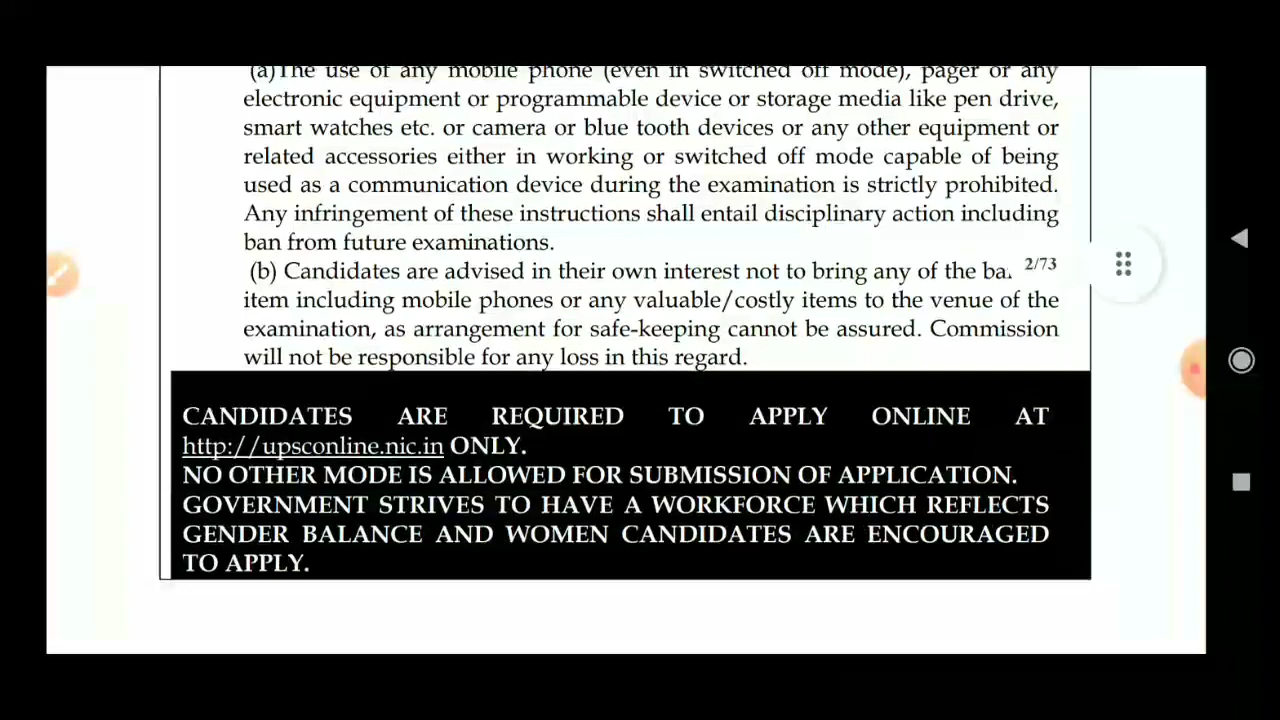 (a)The use of any mobile phone (even in switched off mode), pager or any
electronic equipment or programmable device or storage media like pen drive,
smart watches etc. or camera or blue tooth devices or any other equipment or
related accessories either in working or switched off mode capable of being
used as a communication device during the examination is strictly prohibited.
Any infringement of these instructions shall entail disciplinary action including
ban from future examinations.
(b) Candidates are advised in their own interest not to bring any of the ba. 2/73
item including mobile phones or any valuable/costly items to the venue of the
examination, as arrangement for safe-keeping cannot be assured. Commission
will not be responsible for any loss in this regard.
CANDIDATES ARE REQUIRED TO APPLY ONLINE AT
http://upsconline.nic.in ONLY.
NO OTHER MODE IS ALLOWED FOR SUBMISSION OF APPLICATION.
GOVERNMENT STRIVES TO HAVE A WORKFORCE WHICH REFLECTS
GENDER BALANCE AND WOMEN CANDIDATES ARE ENCOURAGED
TO APPLY.